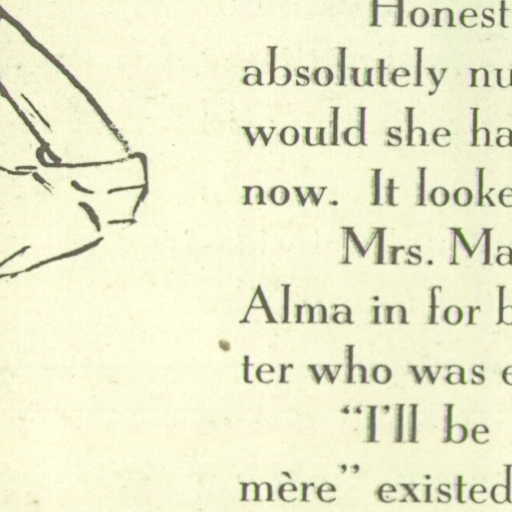 Honest
absolutely nu
would she ha
now. It looke
Mrs. Ma
Alma in for b
ter who was e
“I’ll be
mère” existed